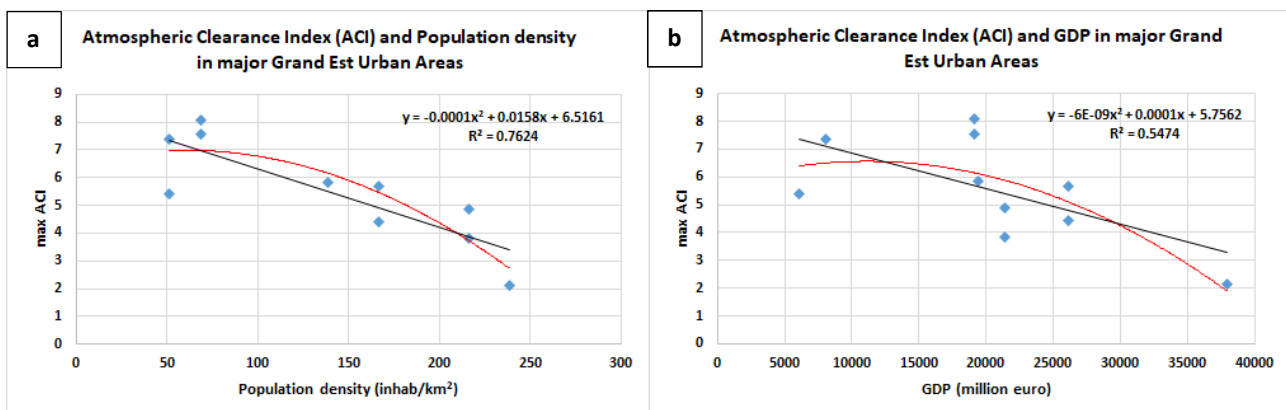 a
Atmospheric Clearance Index (ACI) and Population density
in major Grand Est Urban Areas
y = -0.0001x² + 0.0158x + 6.5161
R² = 0.7624
max ACI
9
8
7
6
5
4
3
2
1
0
0 50 100 150 200 250 300
Population density (inhab/km²)
b
Atmospheric Clearance Index (ACI) and GDP in major Grand
Est Urban Areas
y = -6E-09x² + 0.0001x + 5.7562
R² = 0.5474
max ACI
9
8
7
6
5
4
3
2
1
0
0 5000 10000 15000 20000 25000 30000 35000 40000
GDP (million euro)